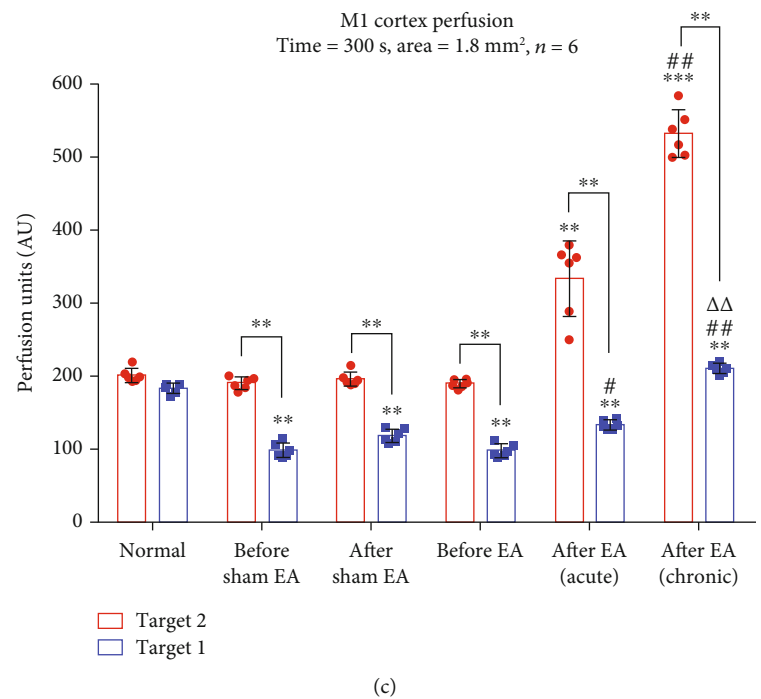 M1 cortex perfusion
Time = 300 s, area = 1.8 mm², n = 6
Perfusion units (AU)
600
500
400
300
200
100
0
**
**
**
**
**
**
**
**
#
**
**
##
***
ΔΔ
##
**
Normal
Before
sham EA
After
sham EA
Before EA
After EA
(acute)
After EA
(chronic)
Target 2
Target 1
(c)